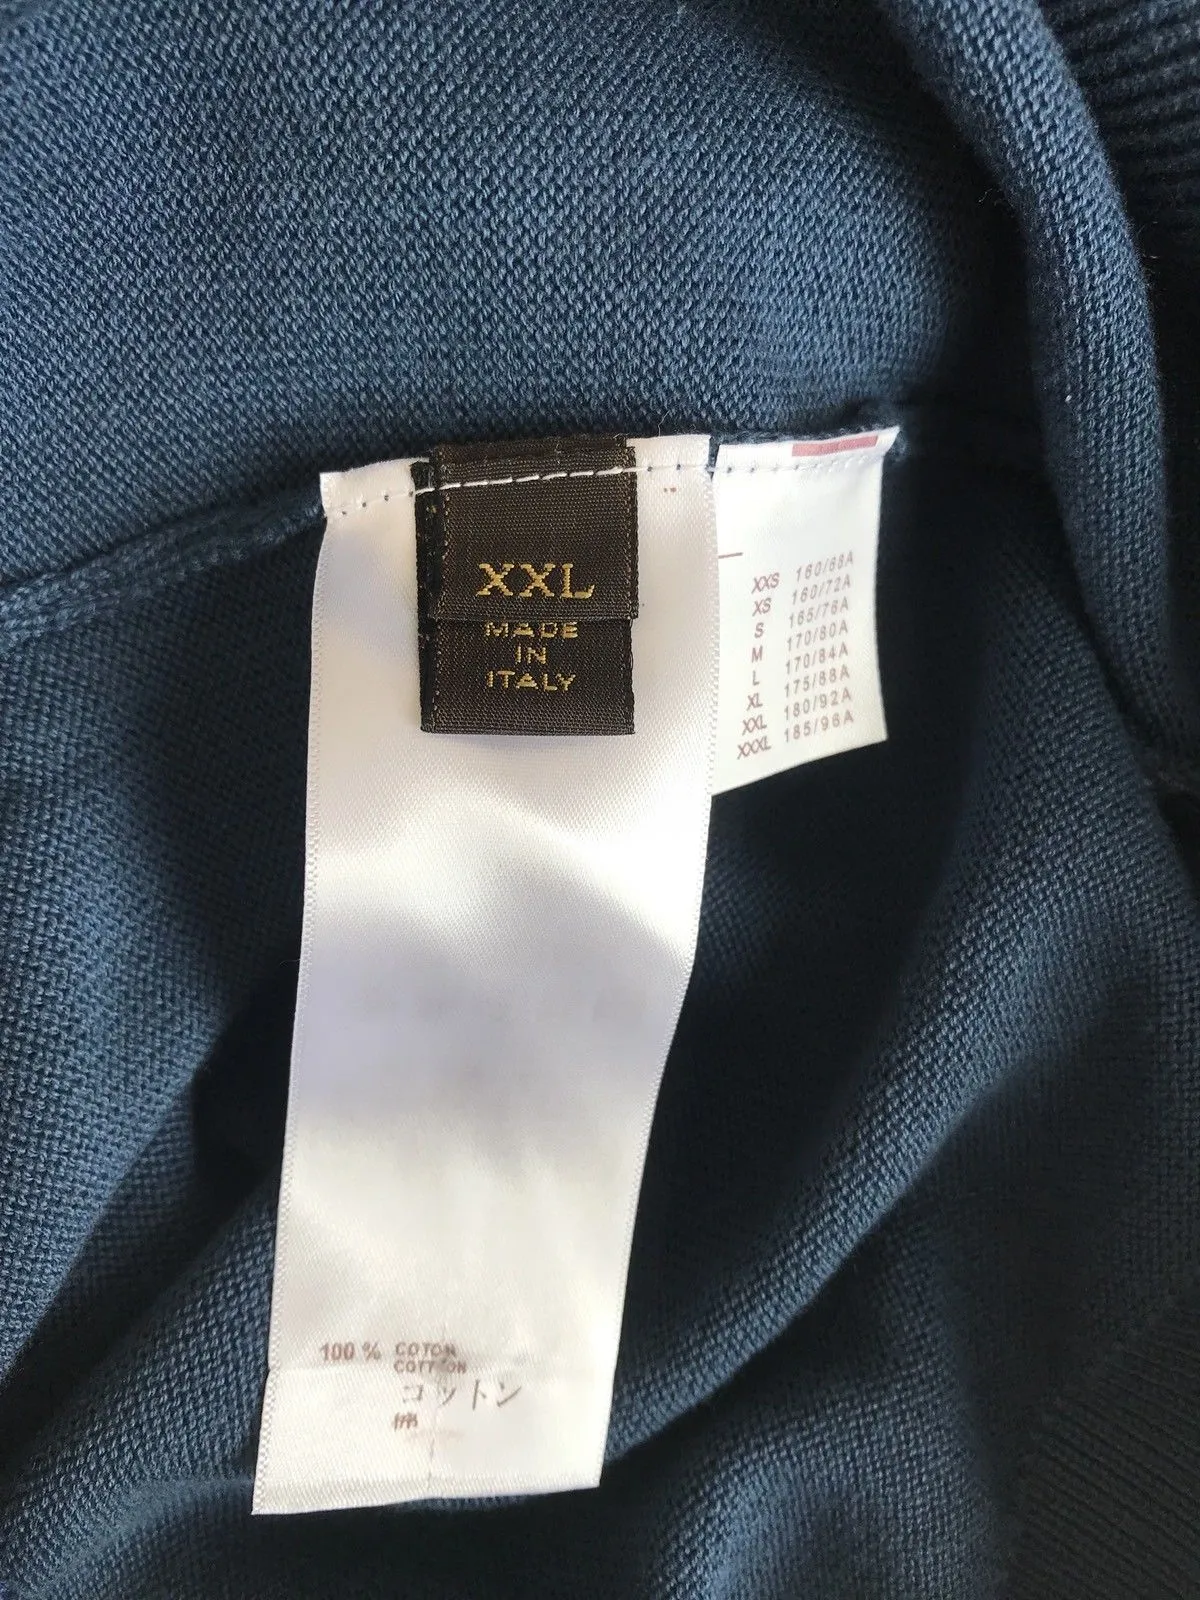 XXL
MADE
IN
ITALY
XXS 160/68A
XS 160/72A
S 165/76A
M 170/80A
L 170/84A
XL 175/88A
XXL 180/92A
XXXL 185/96A
100 % COTON
COTTON
コットン
棉